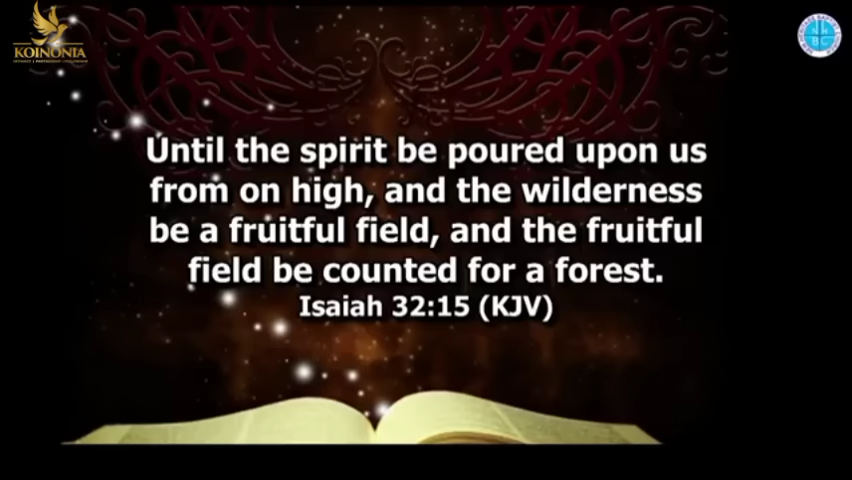 KOINONIA
Until the spirit be poured upon us
from on high, and the wilderness
be a fruitful field, and the fruitful
field be counted for a forest.
Isaiah 32:15 (KJV)